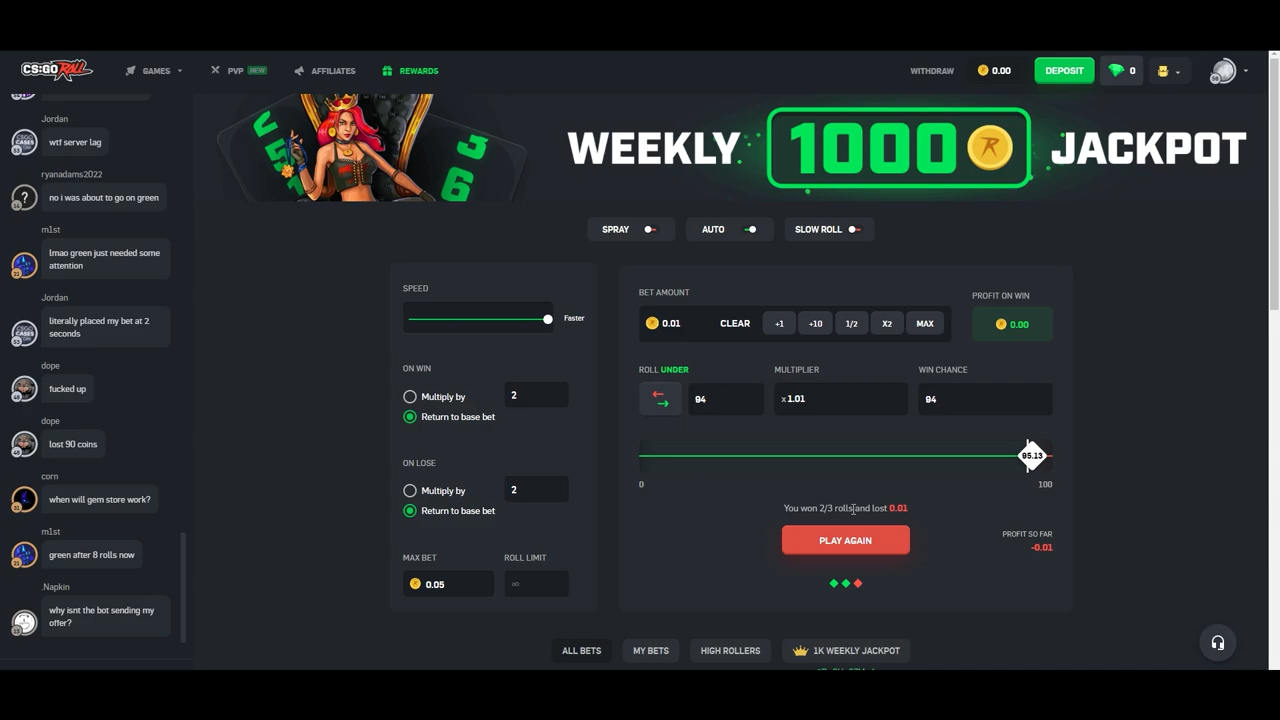 CS:GO ROLL
GAMES
PVP NEW
AFFILIATES
REWARDS
WITHDRAW
0.00
DEPOSIT
0
WEEKLY 1000 JACKPOT
Jordan
wtf server lag
ryanadams2022
no i was about to go on green
m1st
lmao green just needed some
attention
Jordan
literally placed my bet at 2
seconds
dope
fucked up
dope
lost 90 coins
corn
when will gem store work?
m1st
green after 8 rolls now
.Napkin
why isnt the bot sending my
offer?
SPRAY
AUTO
SLOW ROLL
SPEED
Faster
ON WIN
Multiply by
2
Return to base bet
ON LOSE
Multiply by
2
Return to base bet
MAX BET
ROLL LIMIT
0.05
∞
BET AMOUNT
PROFIT ON WIN
0.01
CLEAR
+1
+10
1/2
X2
MAX
0.00
ROLL UNDER
MULTIPLIER
WIN CHANCE
94
x 1.01
94
95.13
0
100
You won 2/3 rolls and lost 0.01
PLAY AGAIN
PROFIT SO FAR
-0.01
ALL BETS
MY BETS
HIGH ROLLERS
1K WEEKLY JACKPOT